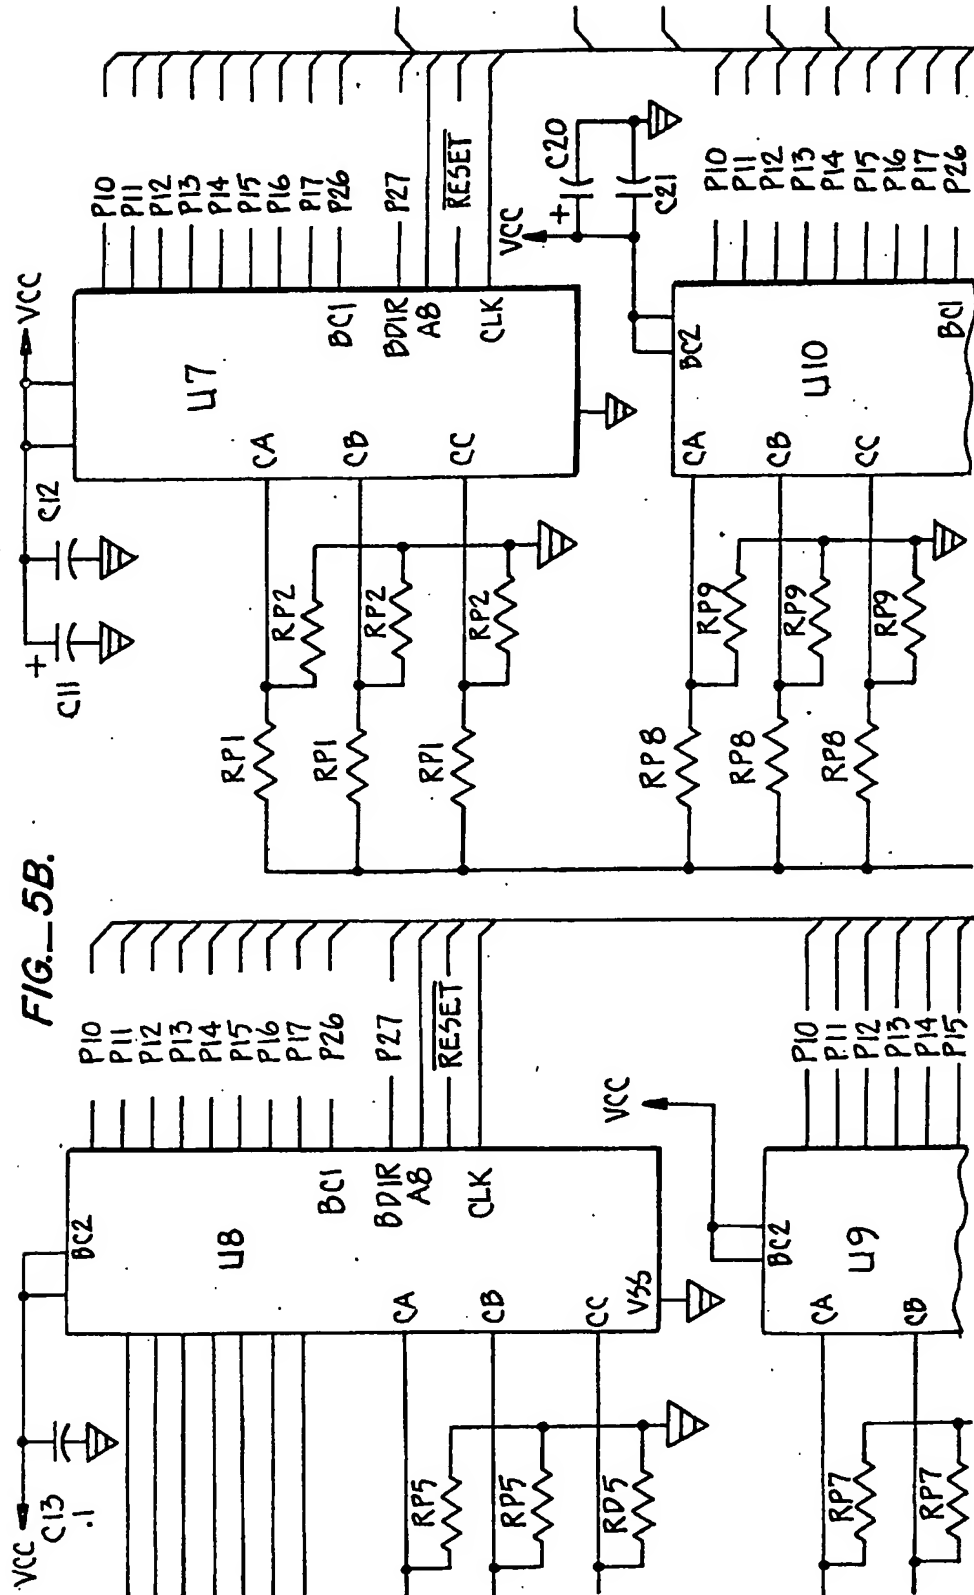 FIG._5B.
VCC
C12
+
C11
U7
P10
P11
P12
P13
P14
P15
P16
P17
P26
P27
RESET
BC1
BDIR
A8
CLK
CA
CB
CC
RP2
RP2
RP2
RP1
RP1
RP1
VCC
+
C20
C21
BC2
U10
P10
P11
P12
P13
P14
P15
P16
P17
P26
BC1
CA
CB
CC
RP9
RP9
RP9
RP8
RP8
RP8
VCC
C13
.1
BC2
U8
P10
P11
P12
P13
P14
P15
P16
P17
P26
P27
RESET
BC1
BDIR
A8
CLK
CA
CB
CC
VSS
RP5
RP5
RD5
VCC
BC2
U9
P10
P11
P12
P13
P14
P15
CA
CB
RP7
RP7